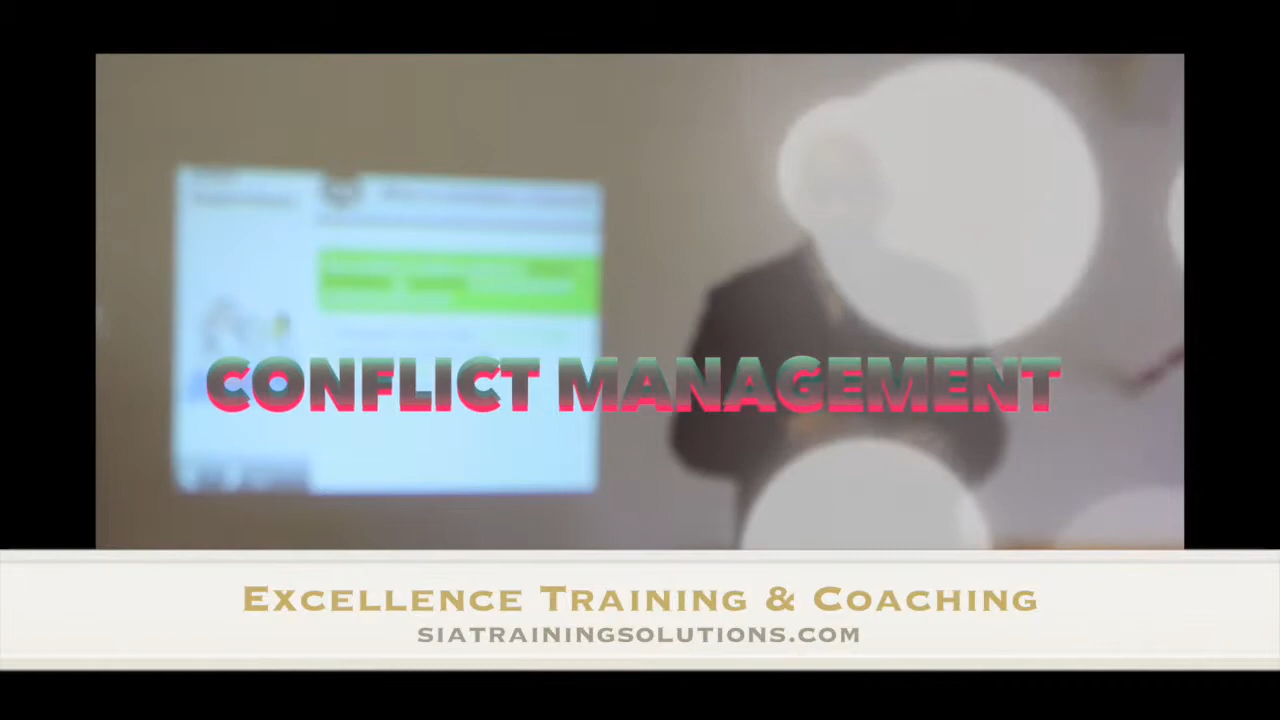 CONFLICT MANAGEMENT
EXCELLENCE TRAINING & COACHING
SIATRAININGSOLUTIONS.COM